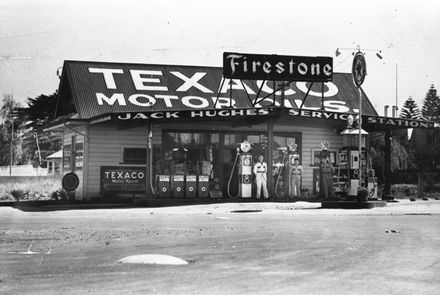 Firestone
TEXACO
MOTOR OILS.
JACK HUGHES' SERVICE STATION
TEXACO
Motor Spirit